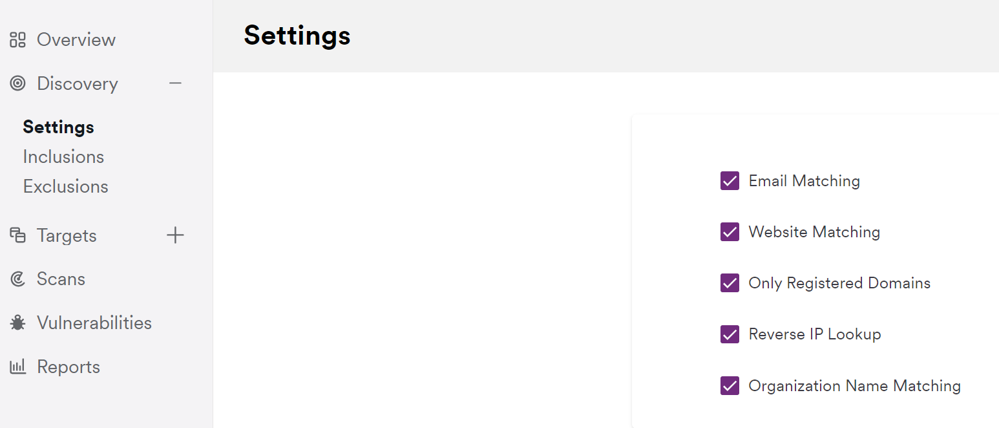 Overview
Discovery
Settings
Inclusions
Exclusions
Targets
Scans
Vulnerabilities
Reports
Settings
Email Matching
Website Matching
Only Registered Domains
Reverse IP Lookup
Organization Name Matching